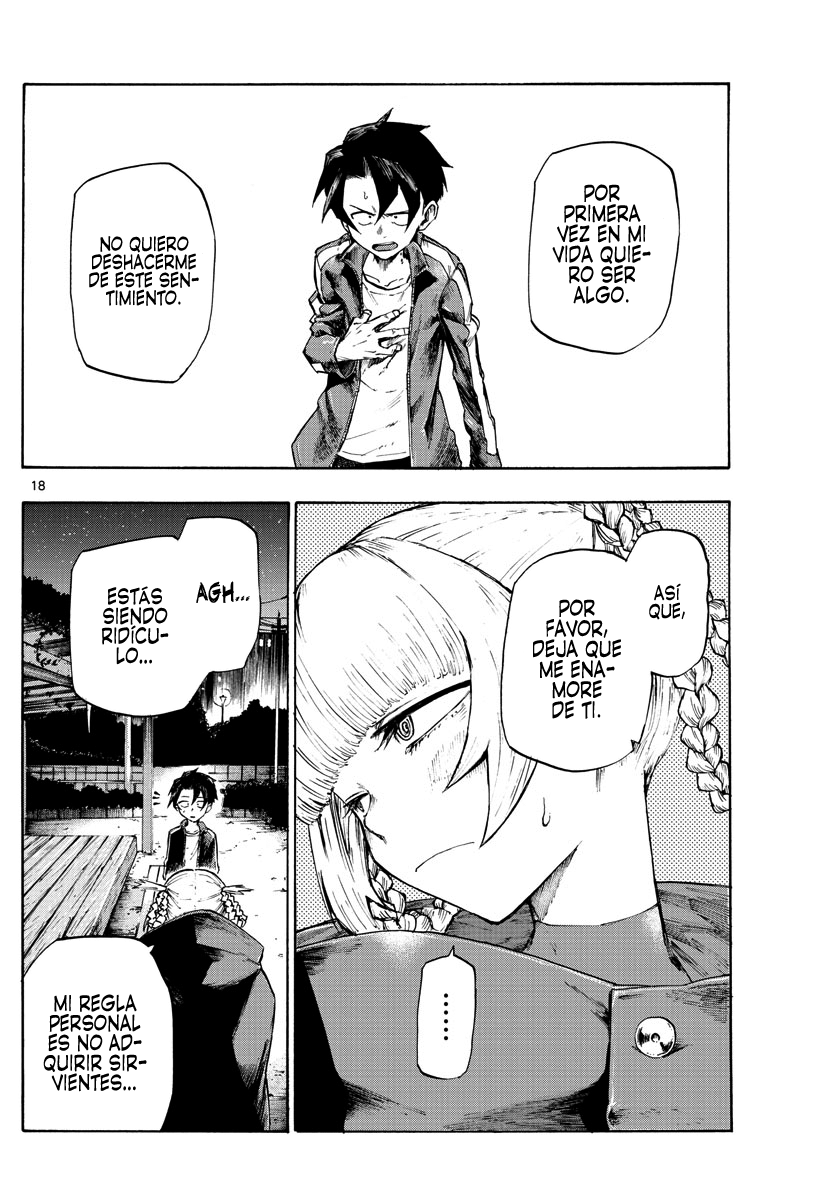 POR
PRIMERA
VEZ EN MI
VIDA QUIE-
RO SER
ALGO.
NO QUIERO
DESHACERME
DE ESTE SEN-
TIMIENTO.
18
ASÍ
QUE,
POR
FAVOR,
DEJA QUE
ME ENA-
MORE
DE TI.
......
AGH...
ESTÁS
SIENDO
RIDÍCU-
LO...
MI REGLA
PERSONAL
ES NO AD-
QUIRIR SIR-
VIENTES...